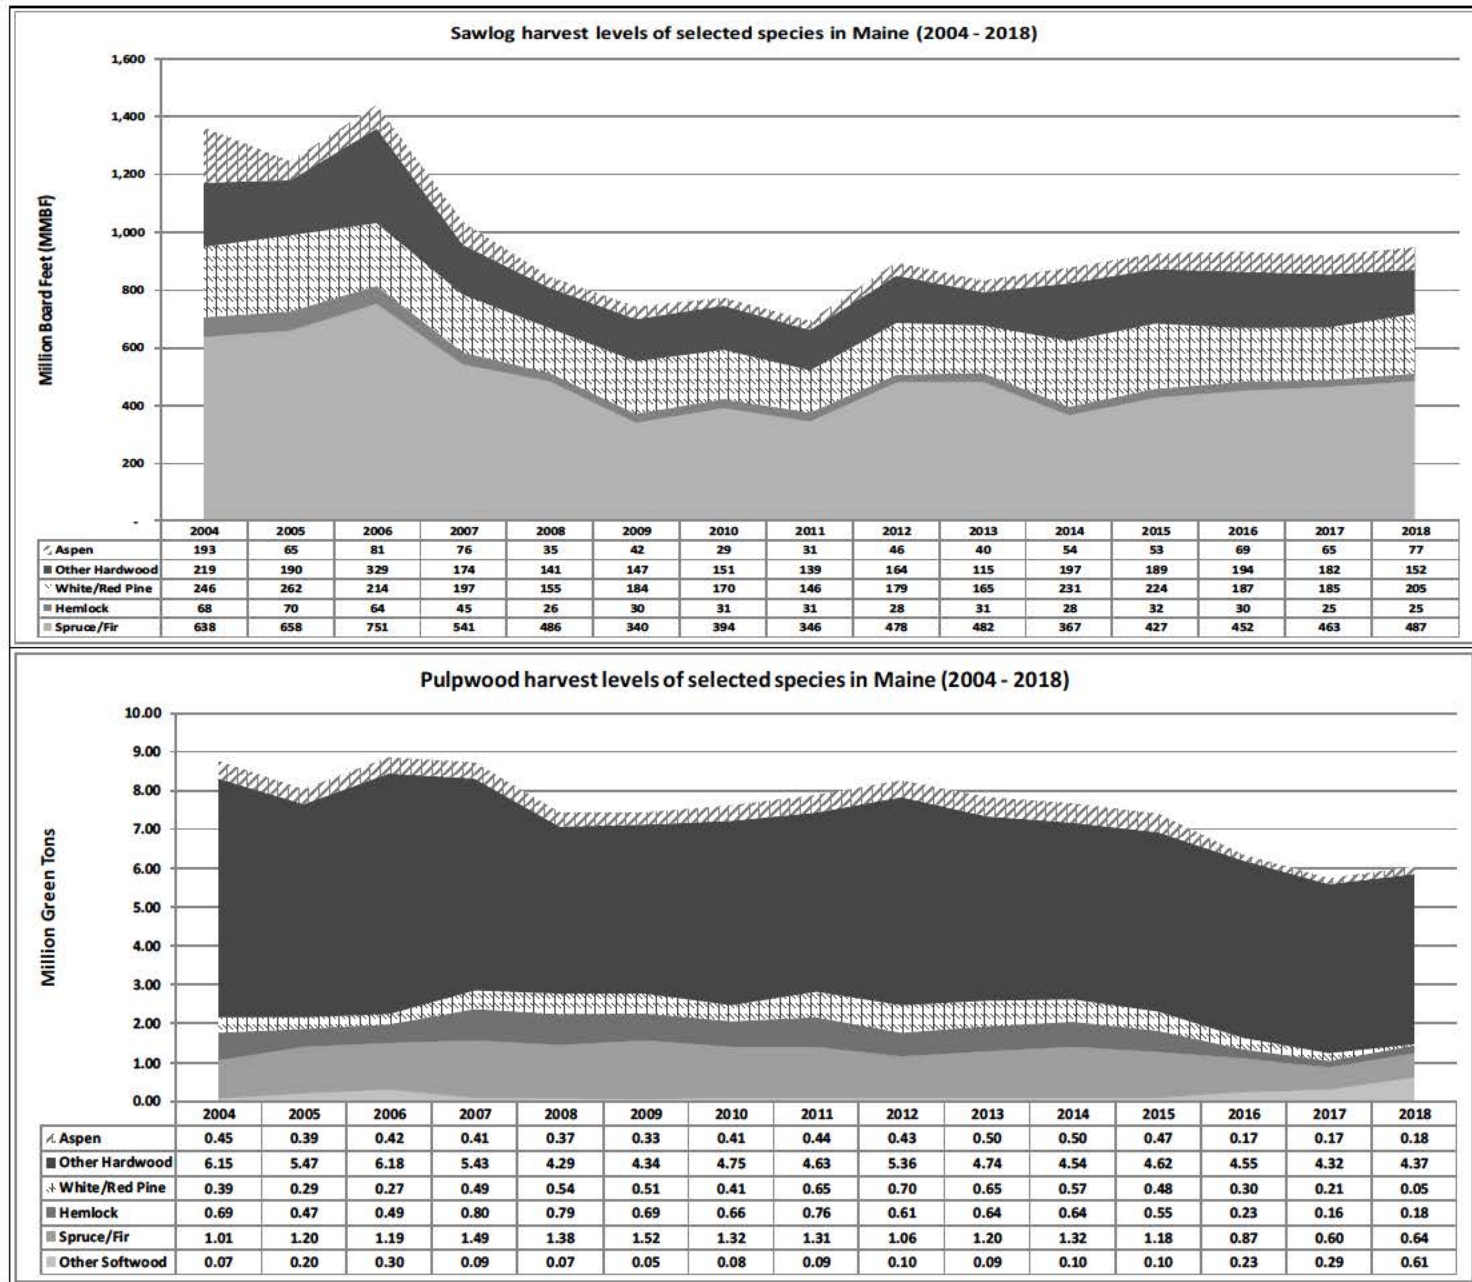 Sawlog harvest levels of selected species in Maine (2004 - 2018)
Million Board Feet (MMBF)
1,600
1,400
1,200
1,000
800
600
400
200
-
2004 2005 2006 2007 2008 2009 2010 2011 2012 2013 2014 2015 2016 2017 2018
Aspen 193 65 81 76 35 42 29 31 46 40 54 53 69 65 77
Other Hardwood 219 190 329 174 141 147 151 139 164 115 197 189 194 182 152
White/Red Pine 246 262 214 197 155 184 170 146 179 165 231 224 187 185 205
Hemlock 68 70 64 45 26 30 31 31 28 31 28 32 30 25 25
Spruce/Fir 638 658 751 541 486 340 394 346 478 482 367 427 452 463 487
Pulpwood harvest levels of selected species in Maine (2004 - 2018)
Million Green Tons
10.00
9.00
8.00
7.00
6.00
5.00
4.00
3.00
2.00
1.00
0.00
2004 2005 2006 2007 2008 2009 2010 2011 2012 2013 2014 2015 2016 2017 2018
Aspen 0.45 0.39 0.42 0.41 0.37 0.33 0.41 0.44 0.43 0.50 0.50 0.47 0.17 0.17 0.18
Other Hardwood 6.15 5.47 6.18 5.43 4.29 4.34 4.75 4.63 5.36 4.74 4.54 4.62 4.55 4.32 4.37
White/Red Pine 0.39 0.29 0.27 0.49 0.54 0.51 0.41 0.65 0.70 0.65 0.57 0.48 0.30 0.21 0.05
Hemlock 0.69 0.47 0.49 0.80 0.79 0.69 0.66 0.76 0.61 0.64 0.64 0.55 0.23 0.16 0.18
Spruce/Fir 1.01 1.20 1.19 1.49 1.38 1.52 1.32 1.31 1.06 1.20 1.32 1.18 0.87 0.60 0.64
Other Softwood 0.07 0.20 0.30 0.09 0.07 0.05 0.08 0.09 0.10 0.09 0.10 0.10 0.23 0.29 0.61